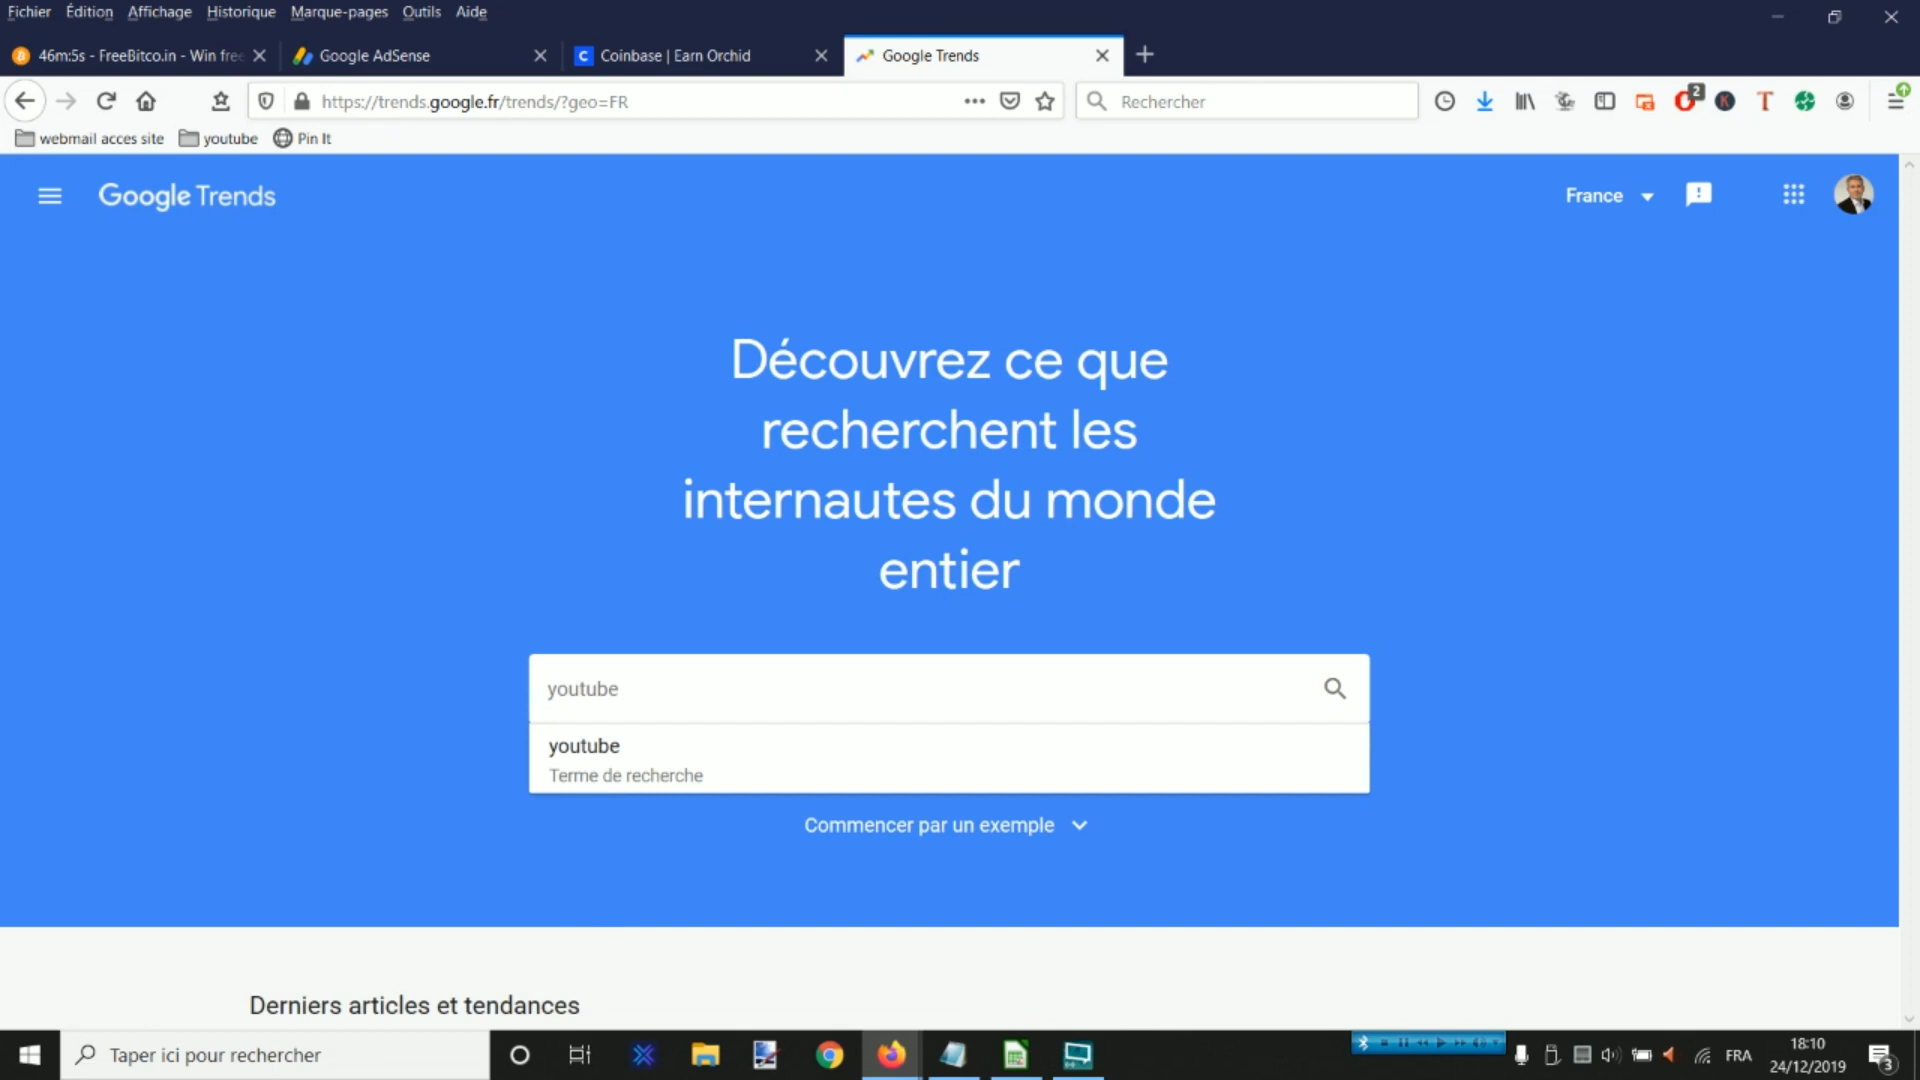 Fichier Édition Affichage Historique Marque-pages Outils Aide
46m:5s - FreeBitco.in - Win free
Google AdSense
Coinbase | Earn Orchid
Google Trends
https://trends.google.fr/trends/?geo=FR
Rechercher
2
webmail acces site
youtube
Pin It
Google Trends
France
Découvrez ce que
recherchent les
internautes du monde
entier
youtube
youtube
Terme de recherche
Commencer par un exemple
Derniers articles et tendances
Taper ici pour rechercher
FRA
18:10
24/12/2019
3